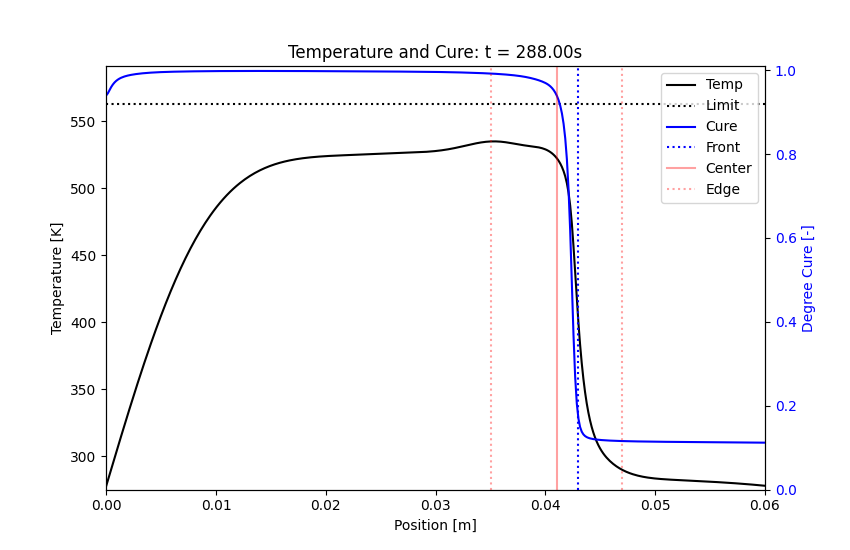 Temperature and Cure: t = 288.00s
Temperature [K]
550
500
450
400
350
300
1.0
0.8
0.6
0.4
0.2
0.0
Degree Cure [-]
Temp
Limit
Cure
Front
Center
Edge
0.00 0.01 0.02 0.03 0.04 0.05 0.06
Position [m]